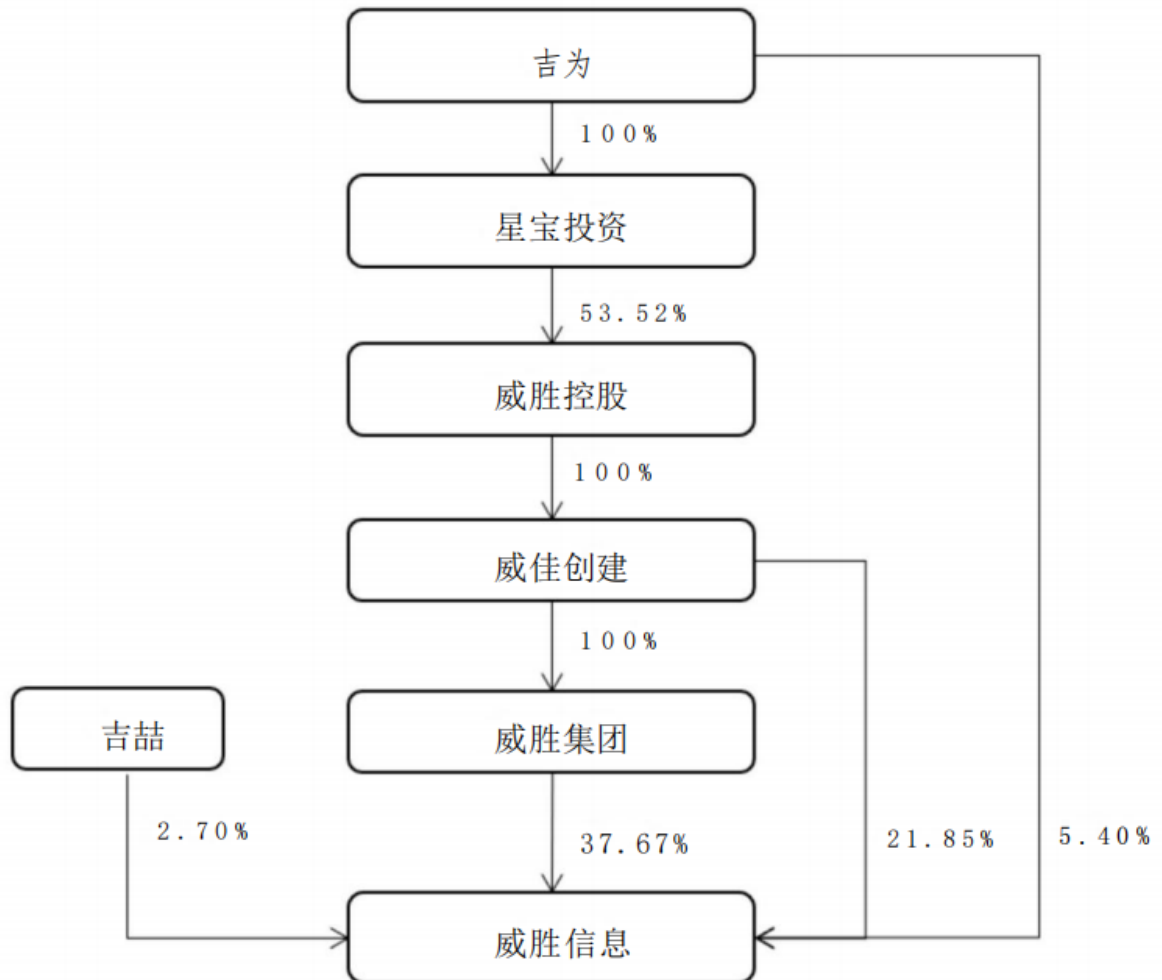 吉为
100%
星宝投资
53.52%
威胜控股
100%
威佳创建
100%
吉喆
威胜集团
2.70%
37.67%
21.85%
5.40%
威胜信息